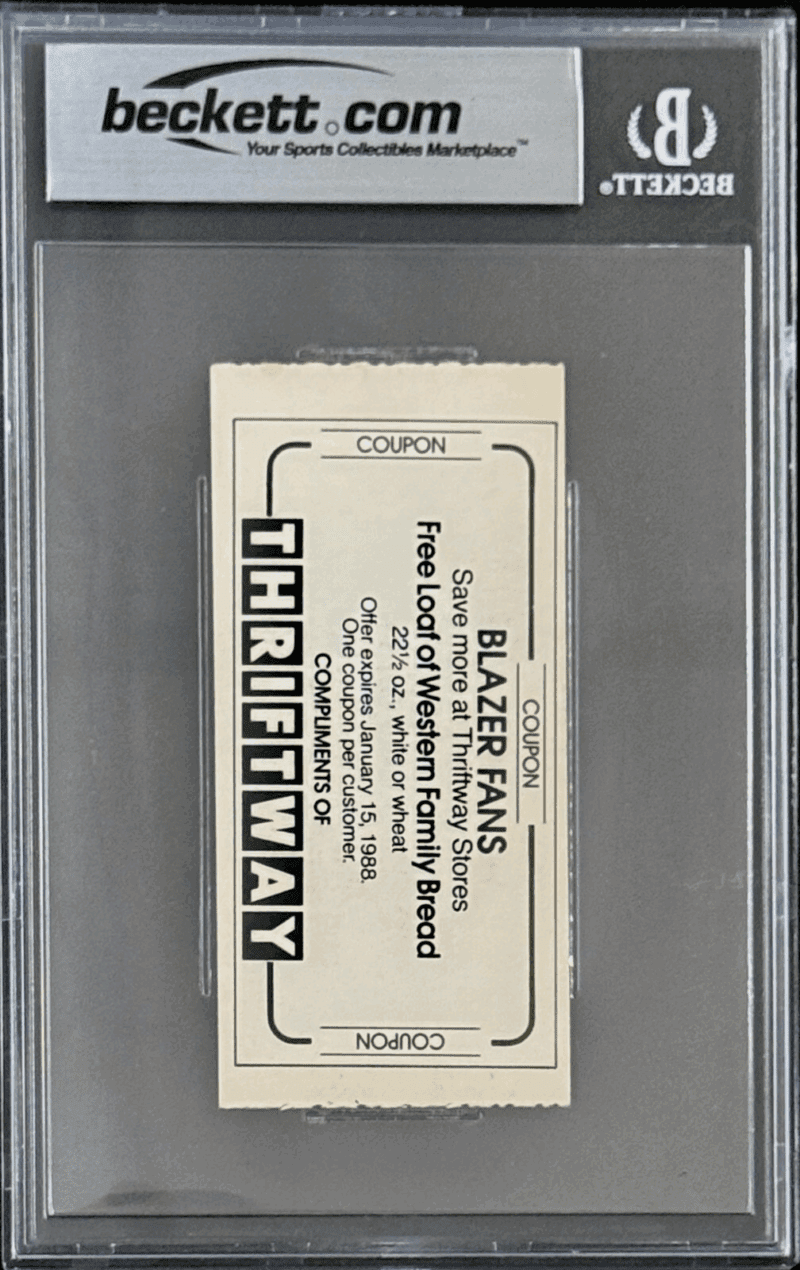 beckett.com
Your Sports Collectibles Marketplace™
B
BECKETT®
COUPON
COUPON
BLAZER FANS
Save more at Thriftway Stores
Free Loaf of Western Family Bread
22½ oz., white or wheat
Offer expires January 15, 1988.
One coupon per customer.
COMPLIMENTS OF
THRIFTWAY
COUPON